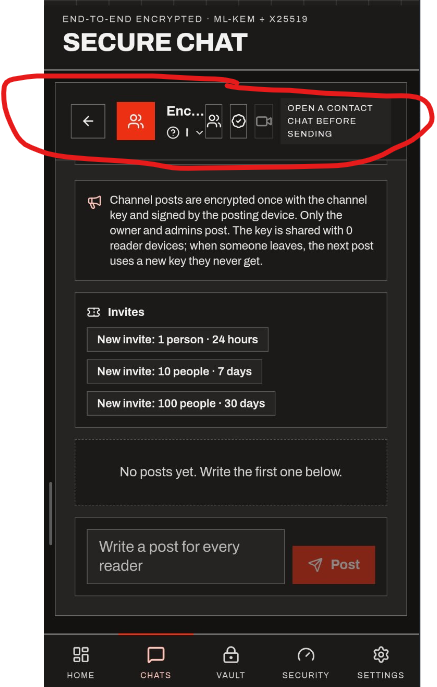 END-TO-END ENCRYPTED · ML-KEM + X25519
SECURE CHAT
Enc...
OPEN A CONTACT
CHAT BEFORE
SENDING
Channel posts are encrypted once with the channel
key and signed by the posting device. Only the
owner and admins post. The key is shared with 0
reader devices; when someone leaves, the next post
uses a new key they never get.
Invites
New invite: 1 person · 24 hours
New invite: 10 people · 7 days
New invite: 100 people · 30 days
No posts yet. Write the first one below.
Write a post for every
reader
Post
HOME
CHATS
VAULT
SECURITY
SETTINGS